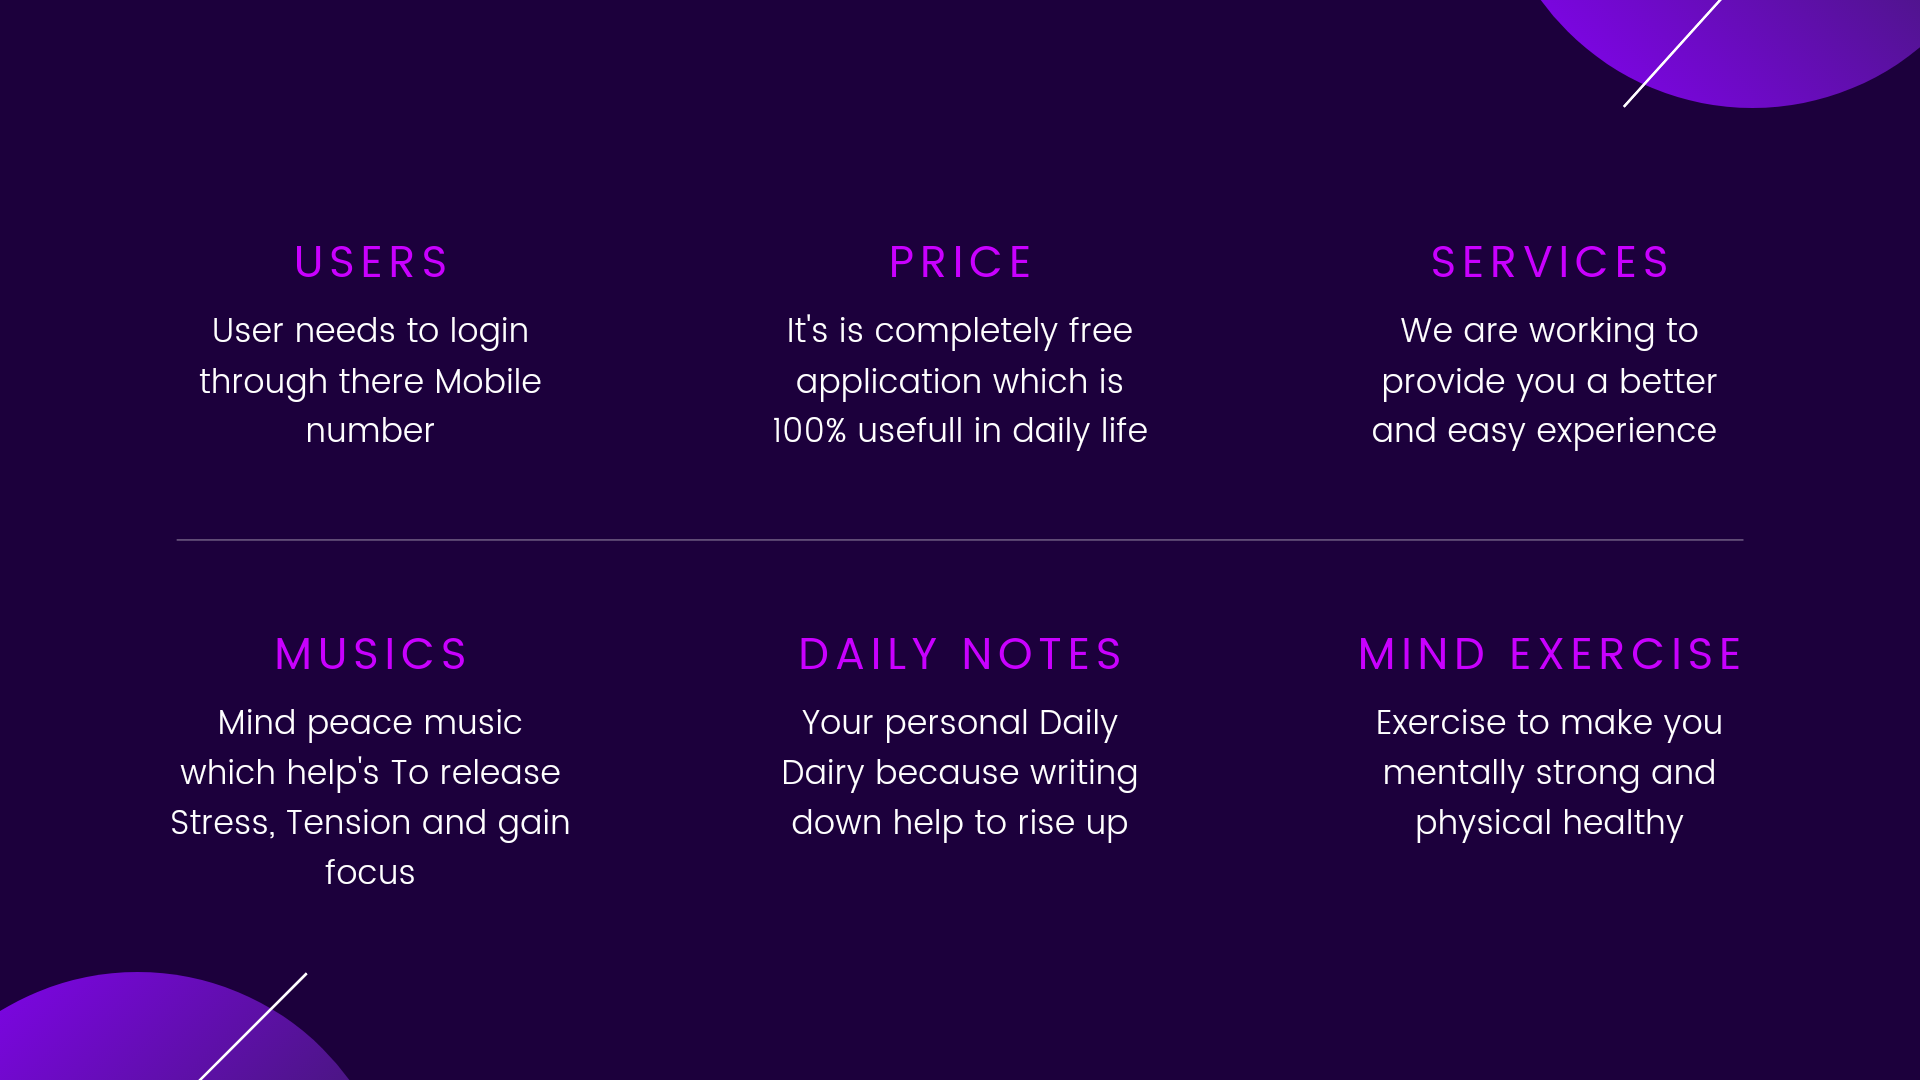 USERS
User needs to login
through there Mobile
number
PRICE
It's is completely free
application which is
100% usefull in daily life
SERVICES
We are working to
provide you a better
and easy experience
MUSICS
Mind peace music
which help's To release
Stress, Tension and gain
focus
DAILY NOTES
Your personal Daily
Dairy because writing
down help to rise up
MIND EXERCISE
Exercise to make you
mentally strong and
physical healthy